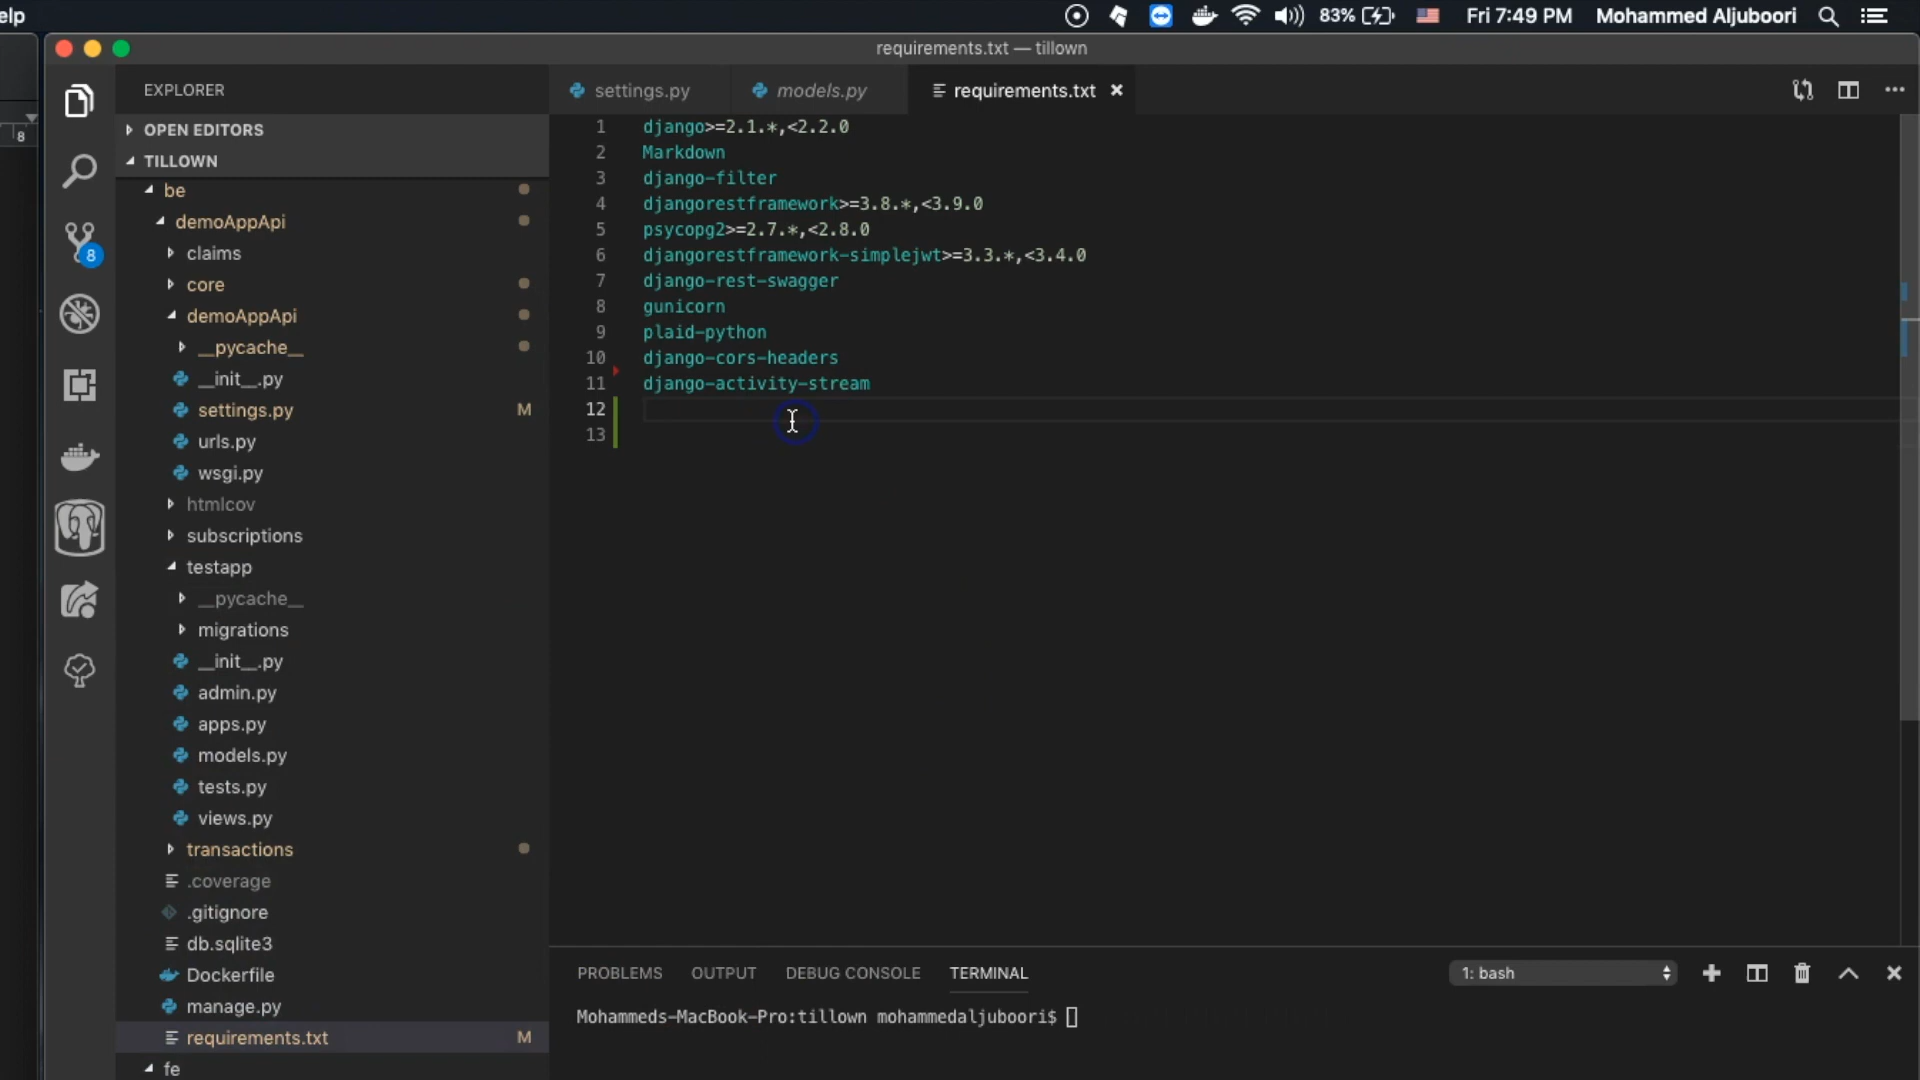 elp
83%
Fri 7:49 PM
Mohammed Aljuboori
requirements.txt — tillown
8
EXPLORER
OPEN EDITORS
TILLOWN
be
demoAppApi
claims
core
demoAppApi
__pycache__
__init__.py
settings.py M
urls.py
wsgi.py
htmlcov
subscriptions
testapp
__pycache__
migrations
__init__.py
admin.py
apps.py
models.py
tests.py
views.py
transactions
.coverage
.gitignore
db.sqlite3
Dockerfile
manage.py
requirements.txt M
fe
8
settings.py
models.py
requirements.txt
1 django>=2.1.*,<2.2.0
2 Markdown
3 django-filter
4 djangorestframework>=3.8.*,<3.9.0
5 psycopg2>=2.7.*,<2.8.0
6 djangorestframework-simplejwt>=3.3.*,<3.4.0
7 django-rest-swagger
8 gunicorn
9 plaid-python
10 django-cors-headers
11 django-activity-stream
12
13
PROBLEMS OUTPUT DEBUG CONSOLE TERMINAL
1: bash
Mohammeds-MacBook-Pro:tillown mohammedaljuboori$